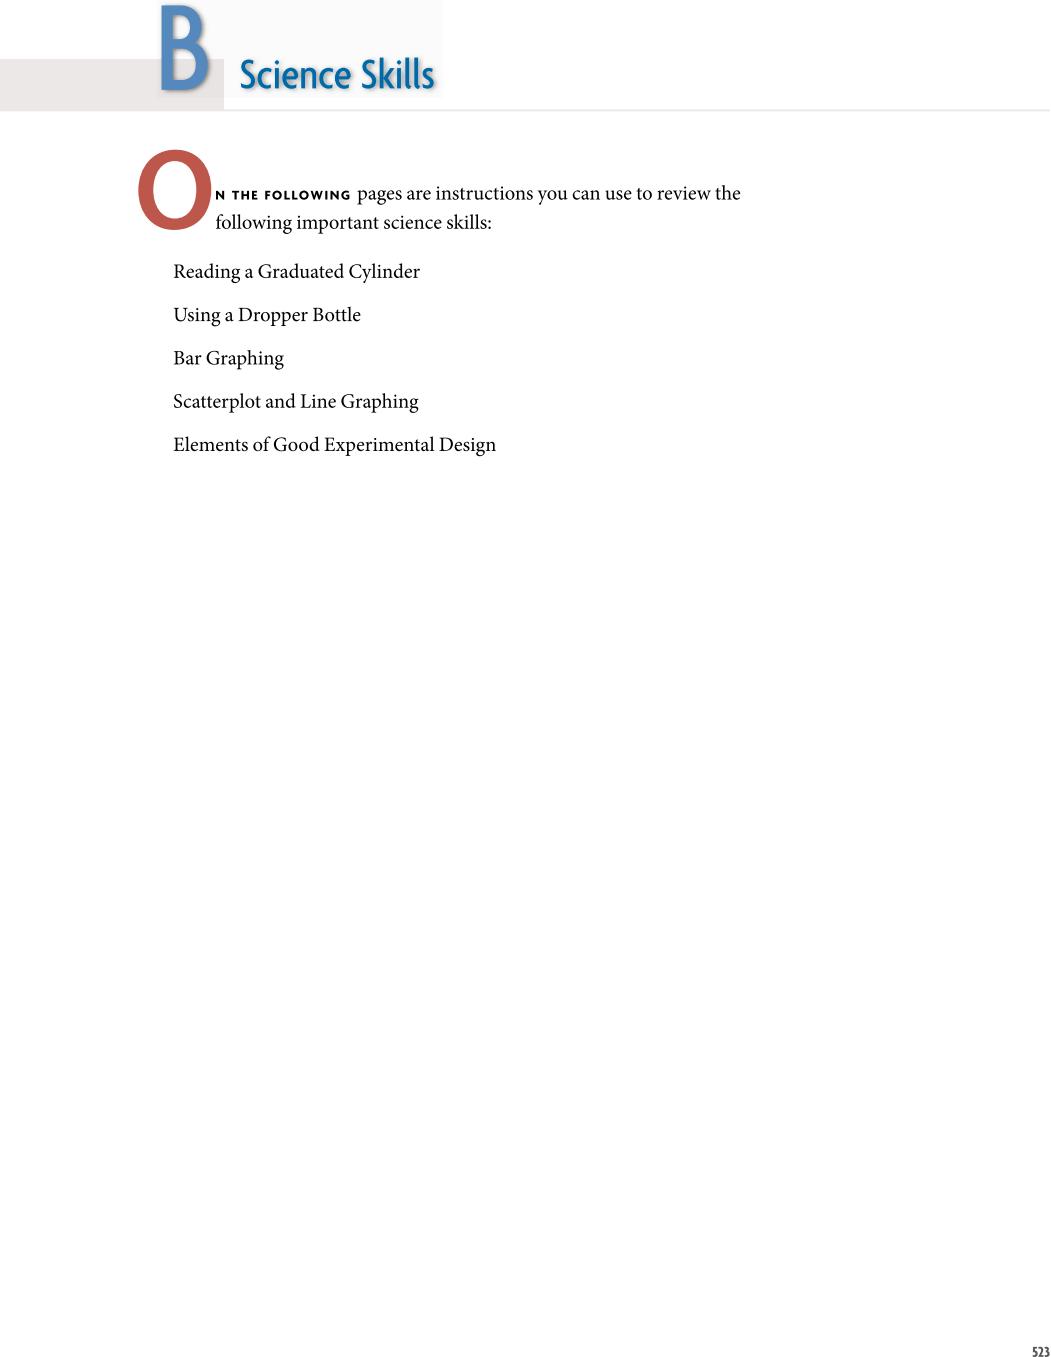 B Science Skills
ON THE FOLLOWING pages are instructions you can use to review the
following important science skills:
Reading a Graduated Cylinder
Using a Dropper Bottle
Bar Graphing
Scatterplot and Line Graphing
Elements of Good Experimental Design
523